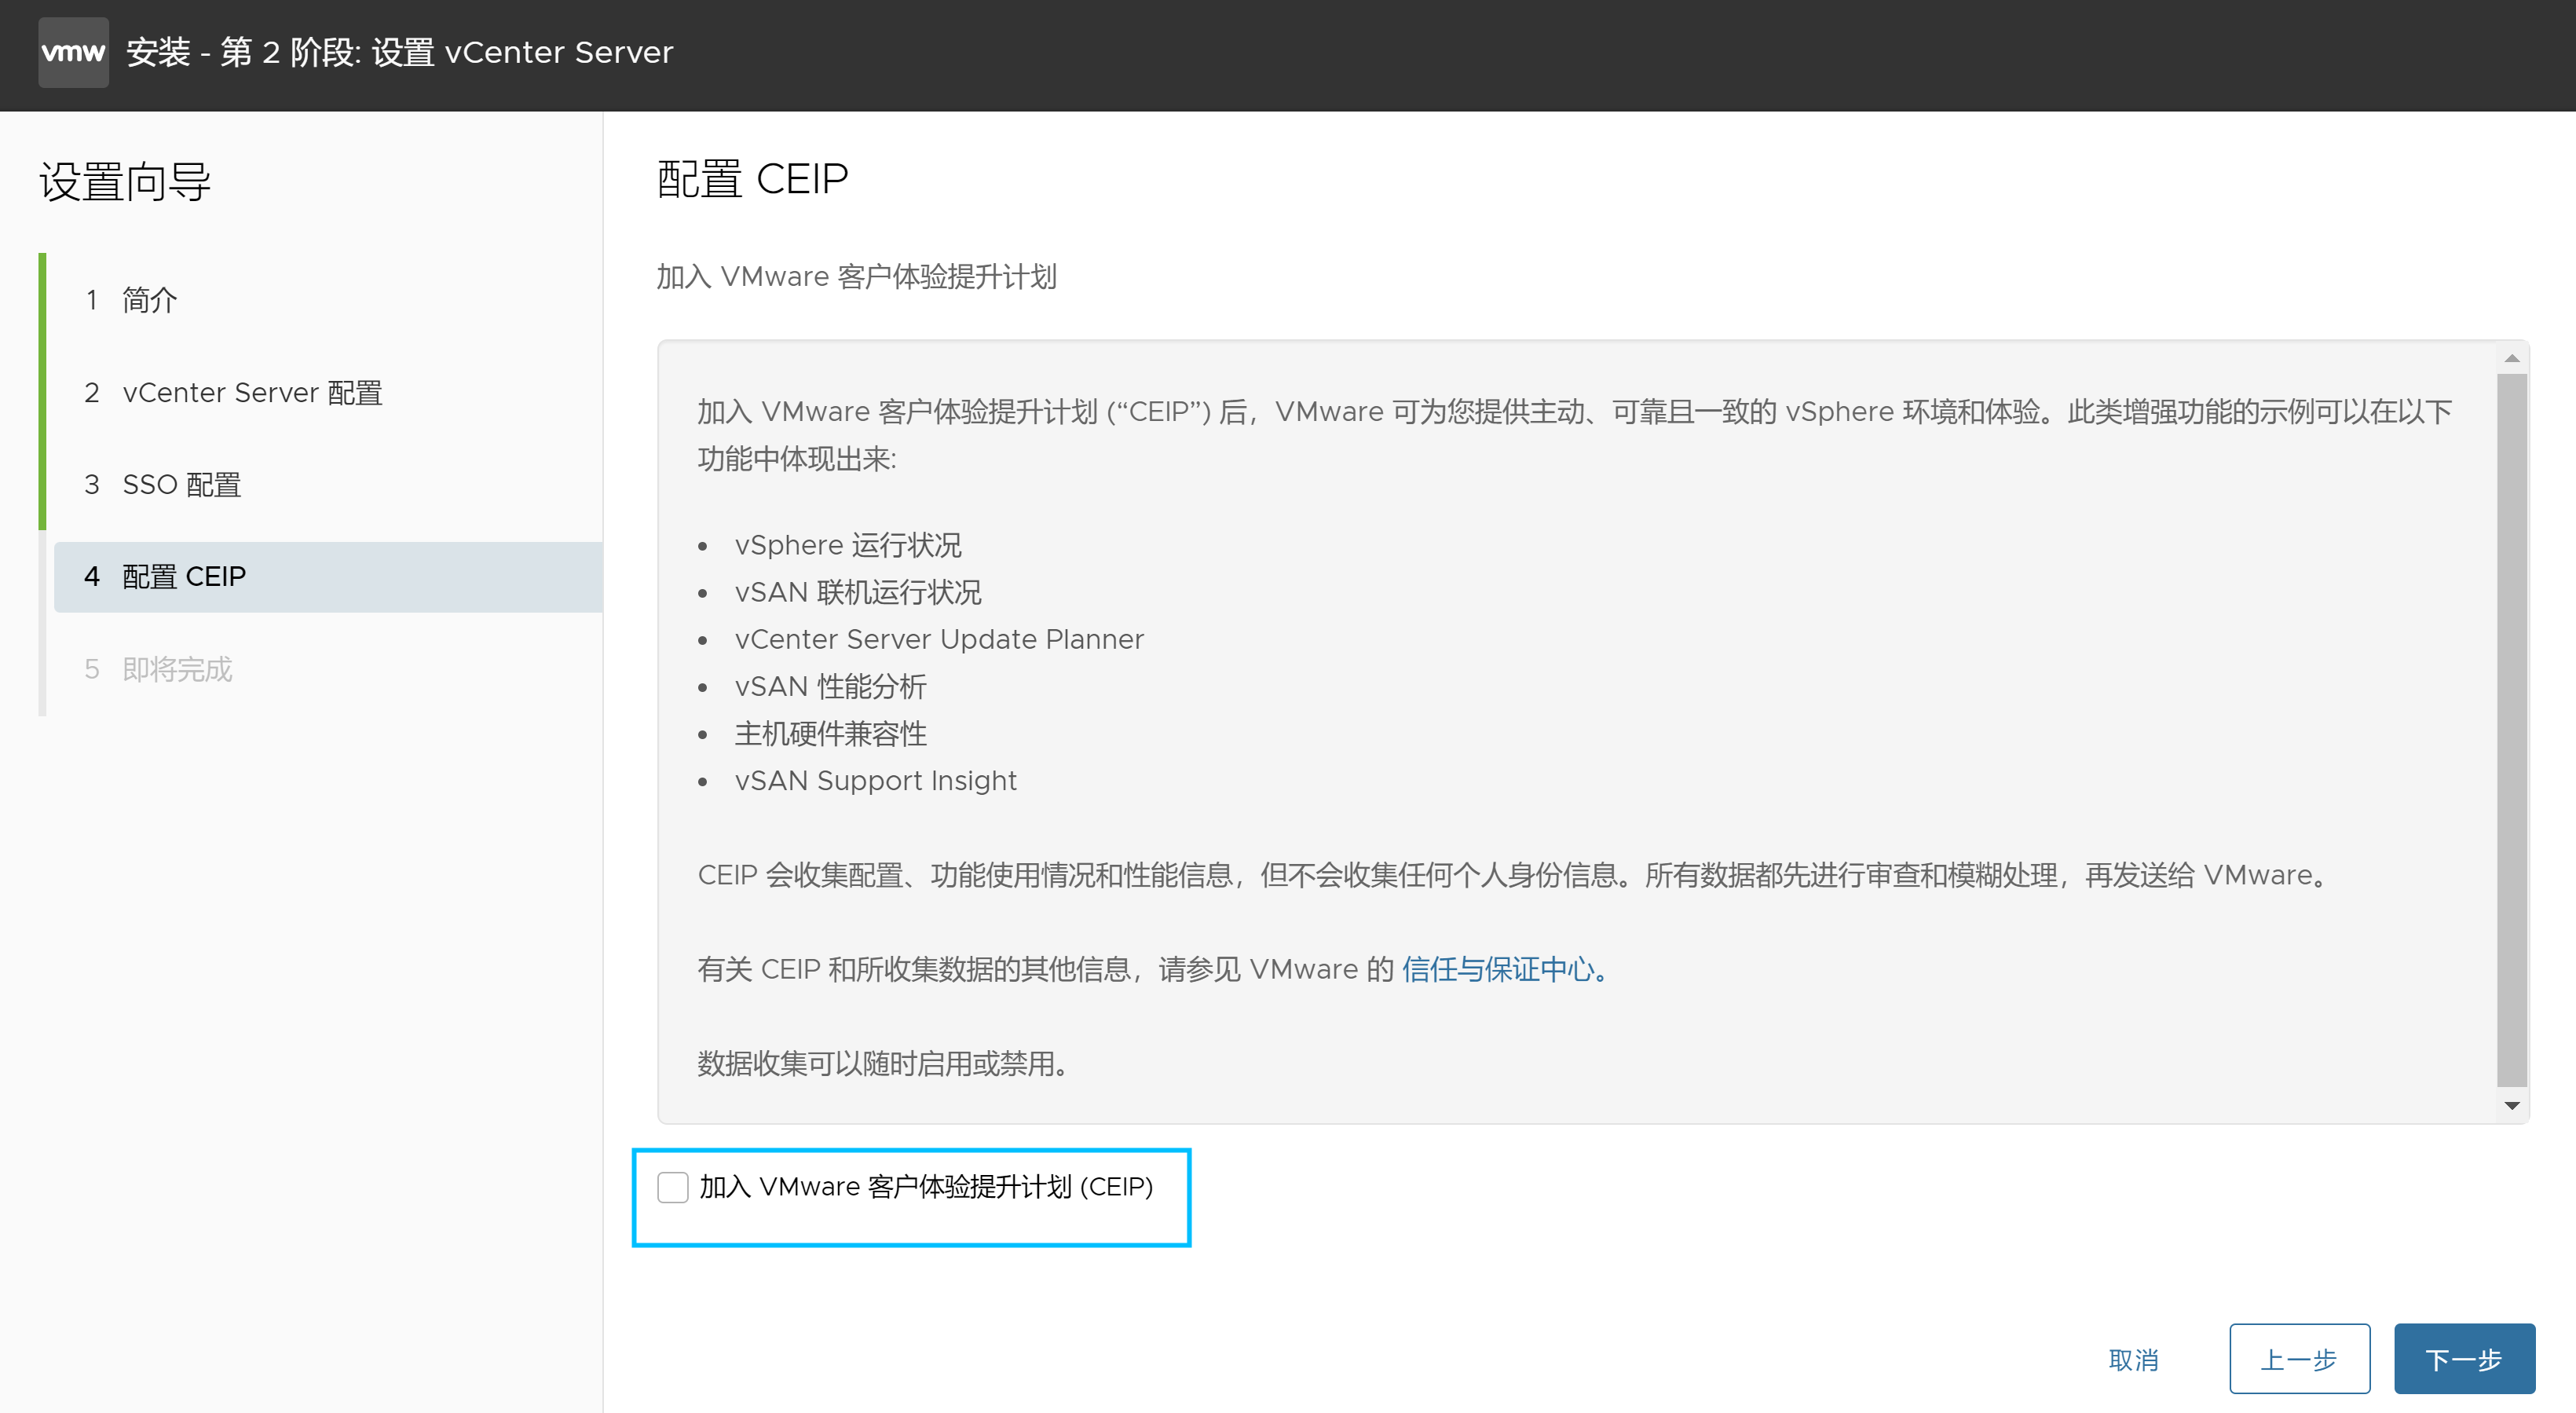 vmw 安装 - 第 2 阶段: 设置 vCenter Server
设置向导
1 简介
2 vCenter Server 配置
3 SSO 配置
4 配置 CEIP
5 即将完成
配置 CEIP
加入 VMware 客户体验提升计划
加入 VMware 客户体验提升计划 (“CEIP”) 后，VMware 可为您提供主动、可靠且一致的 vSphere 环境和体验。此类增强功能的示例可以在以下
功能中体现出来:
• vSphere 运行状况
• vSAN 联机运行状况
• vCenter Server Update Planner
• vSAN 性能分析
• 主机硬件兼容性
• vSAN Support Insight
CEIP 会收集配置、功能使用情况和性能信息，但不会收集任何个人身份信息。所有数据都先进行审查和模糊处理，再发送给 VMware。
有关 CEIP 和所收集数据的其他信息，请参见 VMware 的 信任与保证中心。
数据收集可以随时启用或禁用。
加入 VMware 客户体验提升计划 (CEIP)
取消 上一步 下一步